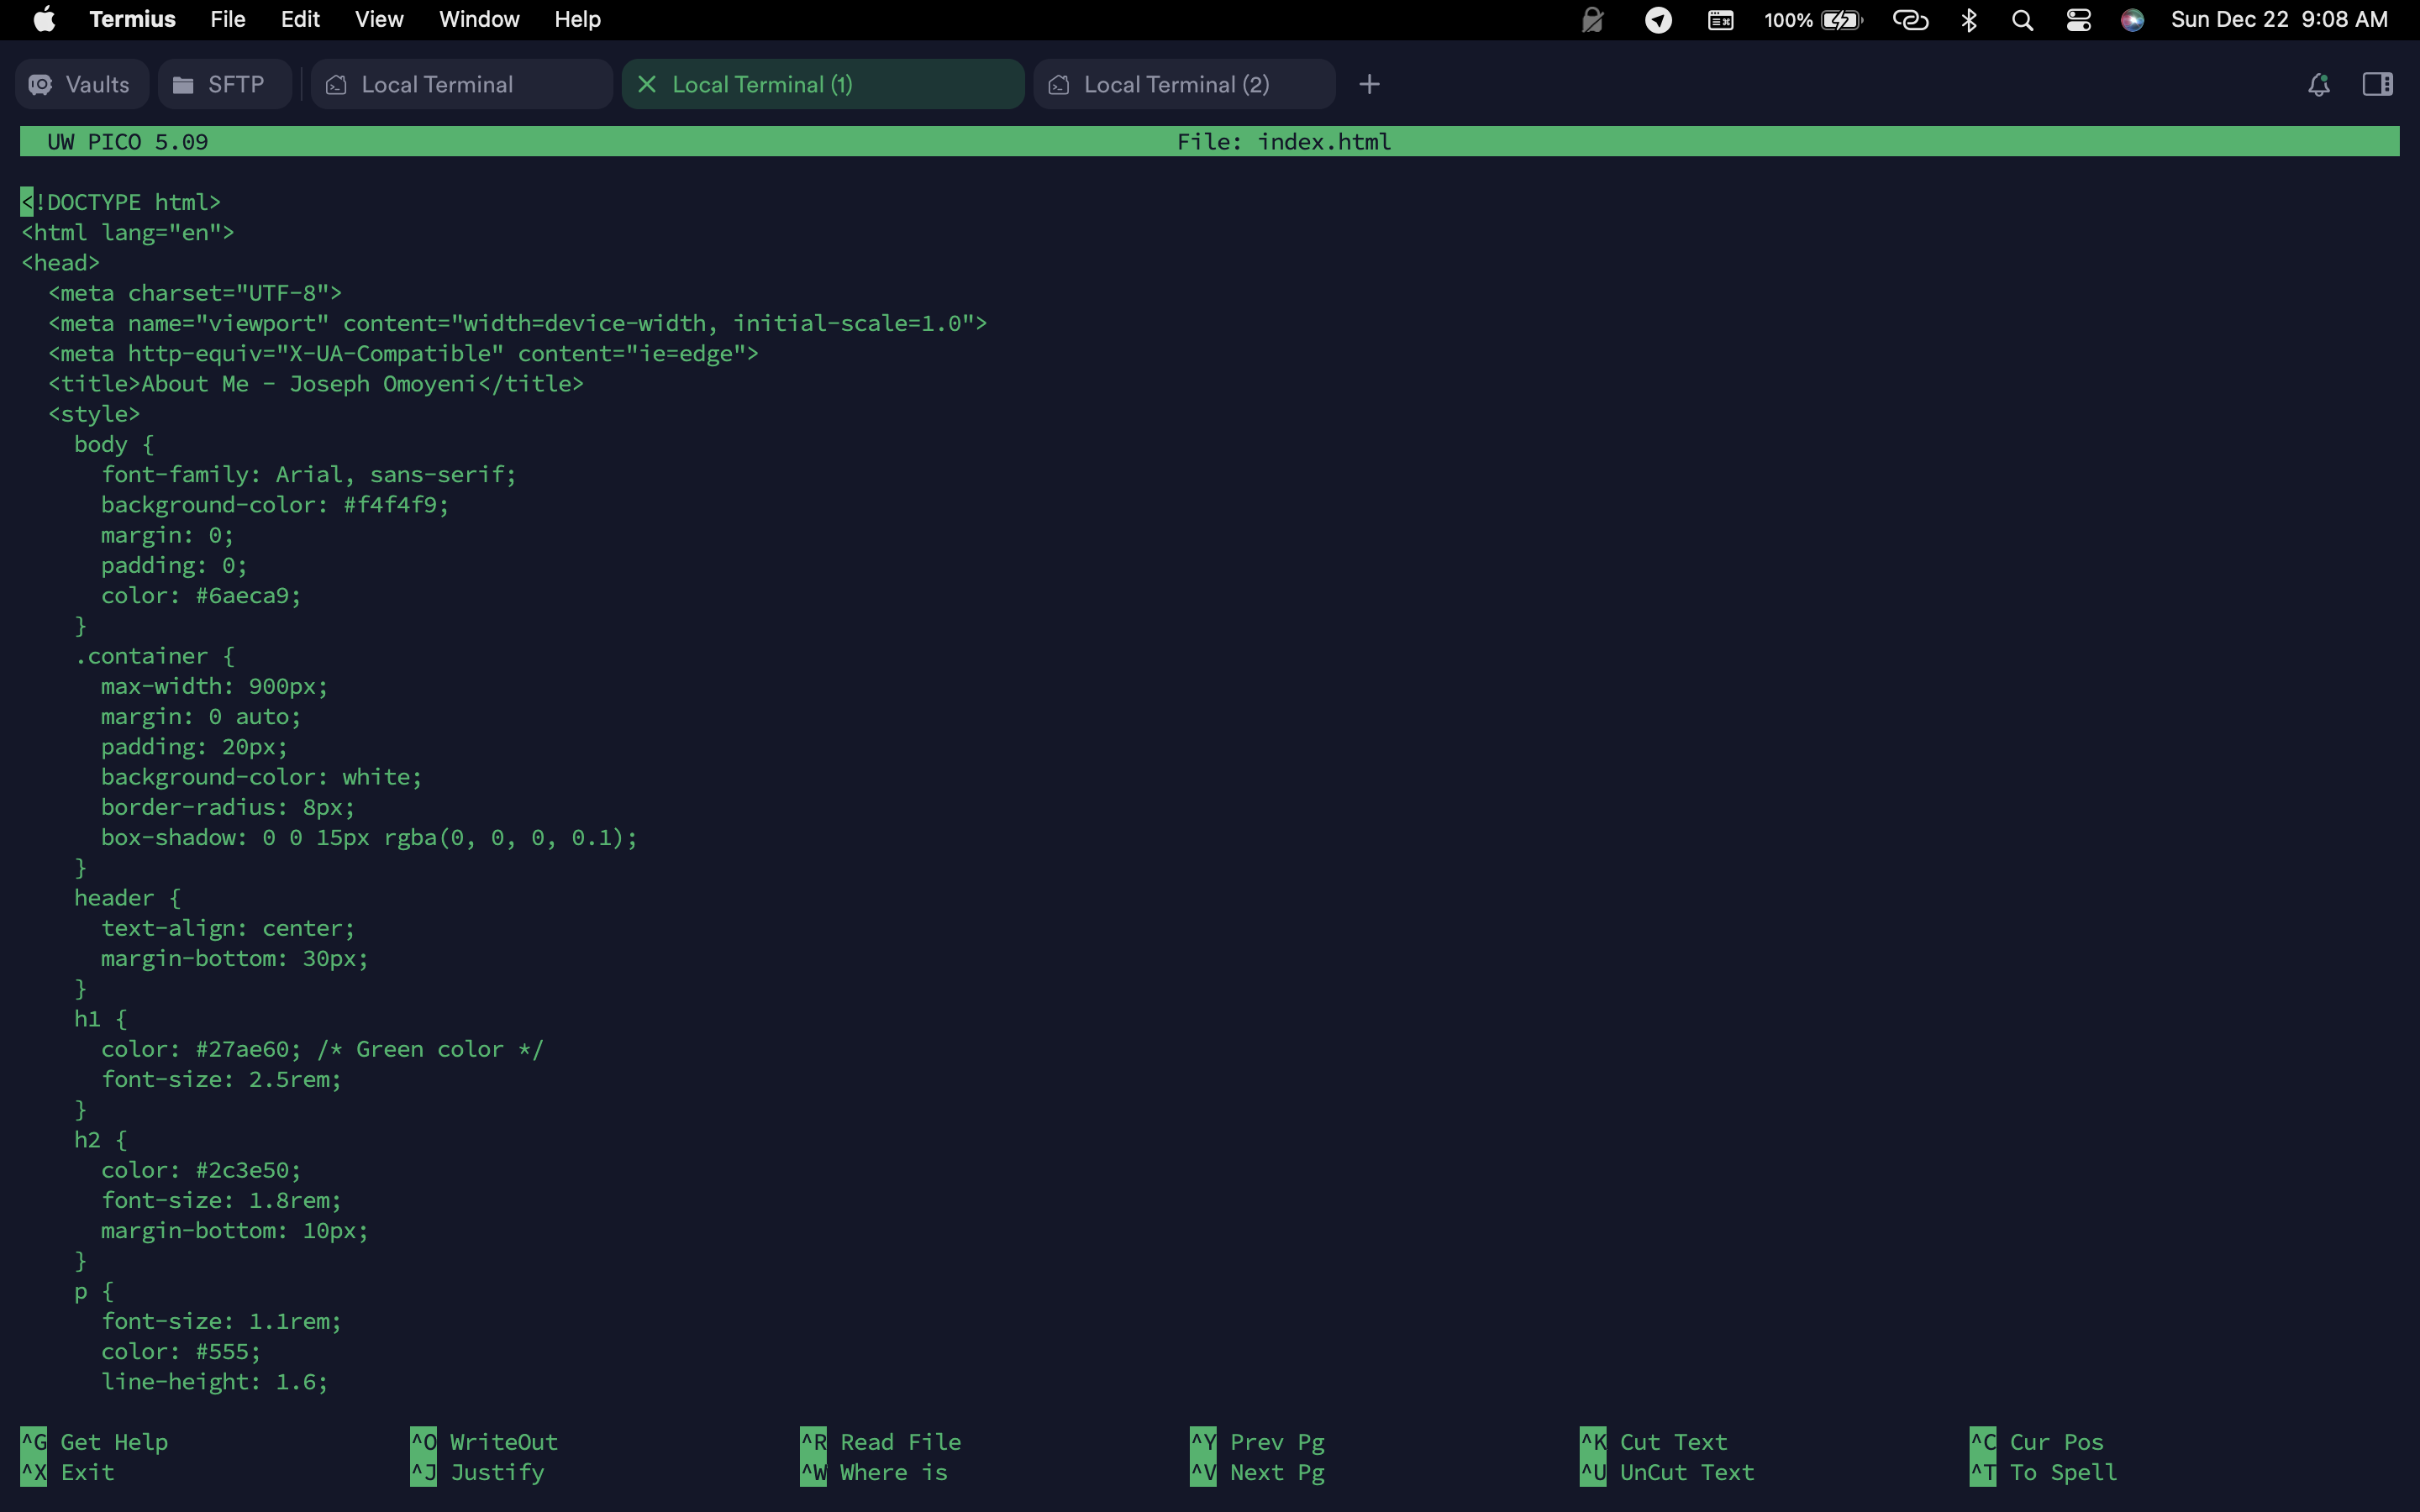 Termius File Edit View Window Help 100% Sun Dec 22 9:08 AM
Vaults SFTP Local Terminal Local Terminal (1) Local Terminal (2)
UW PICO 5.09 File: index.html
<!DOCTYPE html>
<html lang="en">
<head>
  <meta charset="UTF-8">
  <meta name="viewport" content="width=device-width, initial-scale=1.0">
  <meta http-equiv="X-UA-Compatible" content="ie=edge">
  <title>About Me - Joseph Omoyeni</title>
  <style>
    body {
      font-family: Arial, sans-serif;
      background-color: #f4f4f9;
      margin: 0;
      padding: 0;
      color: #6aeca9;
    }
    .container {
      max-width: 900px;
      margin: 0 auto;
      padding: 20px;
      background-color: white;
      border-radius: 8px;
      box-shadow: 0 0 15px rgba(0, 0, 0, 0.1);
    }
    header {
      text-align: center;
      margin-bottom: 30px;
    }
    h1 {
      color: #27ae60; /* Green color */
      font-size: 2.5rem;
    }
    h2 {
      color: #2c3e50;
      font-size: 1.8rem;
      margin-bottom: 10px;
    }
    p {
      font-size: 1.1rem;
      color: #555;
      line-height: 1.6;
^G Get Help ^O WriteOut ^R Read File ^Y Prev Pg ^K Cut Text ^C Cur Pos
^X Exit ^J Justify ^W Where is ^V Next Pg ^U UnCut Text ^T To Spell